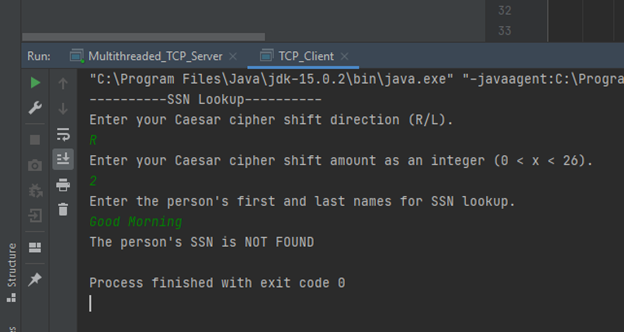 32
33
Run: Multithreaded_TCP_Server × TCP_Client ×
"C:\Program Files\Java\jdk-15.0.2\bin\java.exe" "-javaagent:C:\Progra
----------SSN Lookup----------
Enter your Caesar cipher shift direction (R/L).
R
Enter your Caesar cipher shift amount as an integer (0 < x < 26).
2
Enter the person's first and last names for SSN lookup.
Good Morning
The person's SSN is NOT FOUND
Process finished with exit code 0
Structure